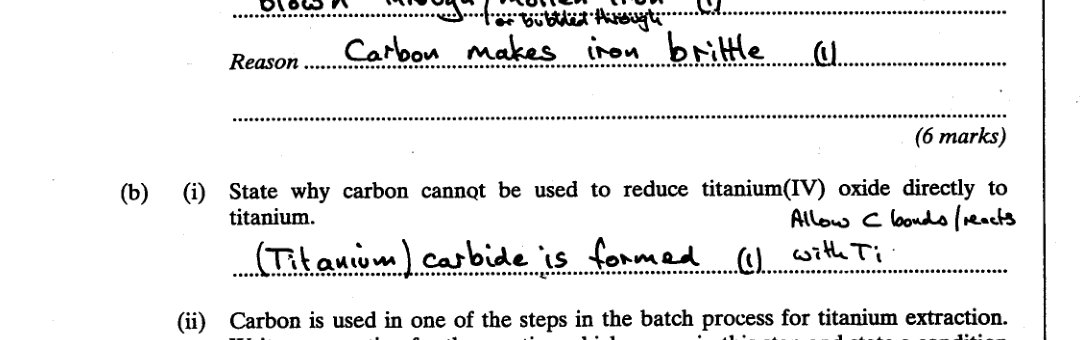 or bubbled through
Reason ...... Carbon makes iron brittle (1)
(6 marks)
(b) (i) State why carbon cannot be used to reduce titanium(IV) oxide directly to
titanium.
Allow C bonds/reacts
(Titanium) carbide is formed (1) with Ti
(ii) Carbon is used in one of the steps in the batch process for titanium extraction.